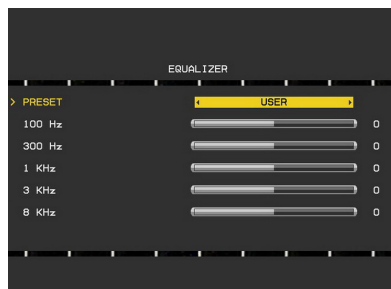 EQUALIZER
> PRESET USER
100 Hz 0
300 Hz 0
1 KHz 0
3 KHz 0
8 KHz 0